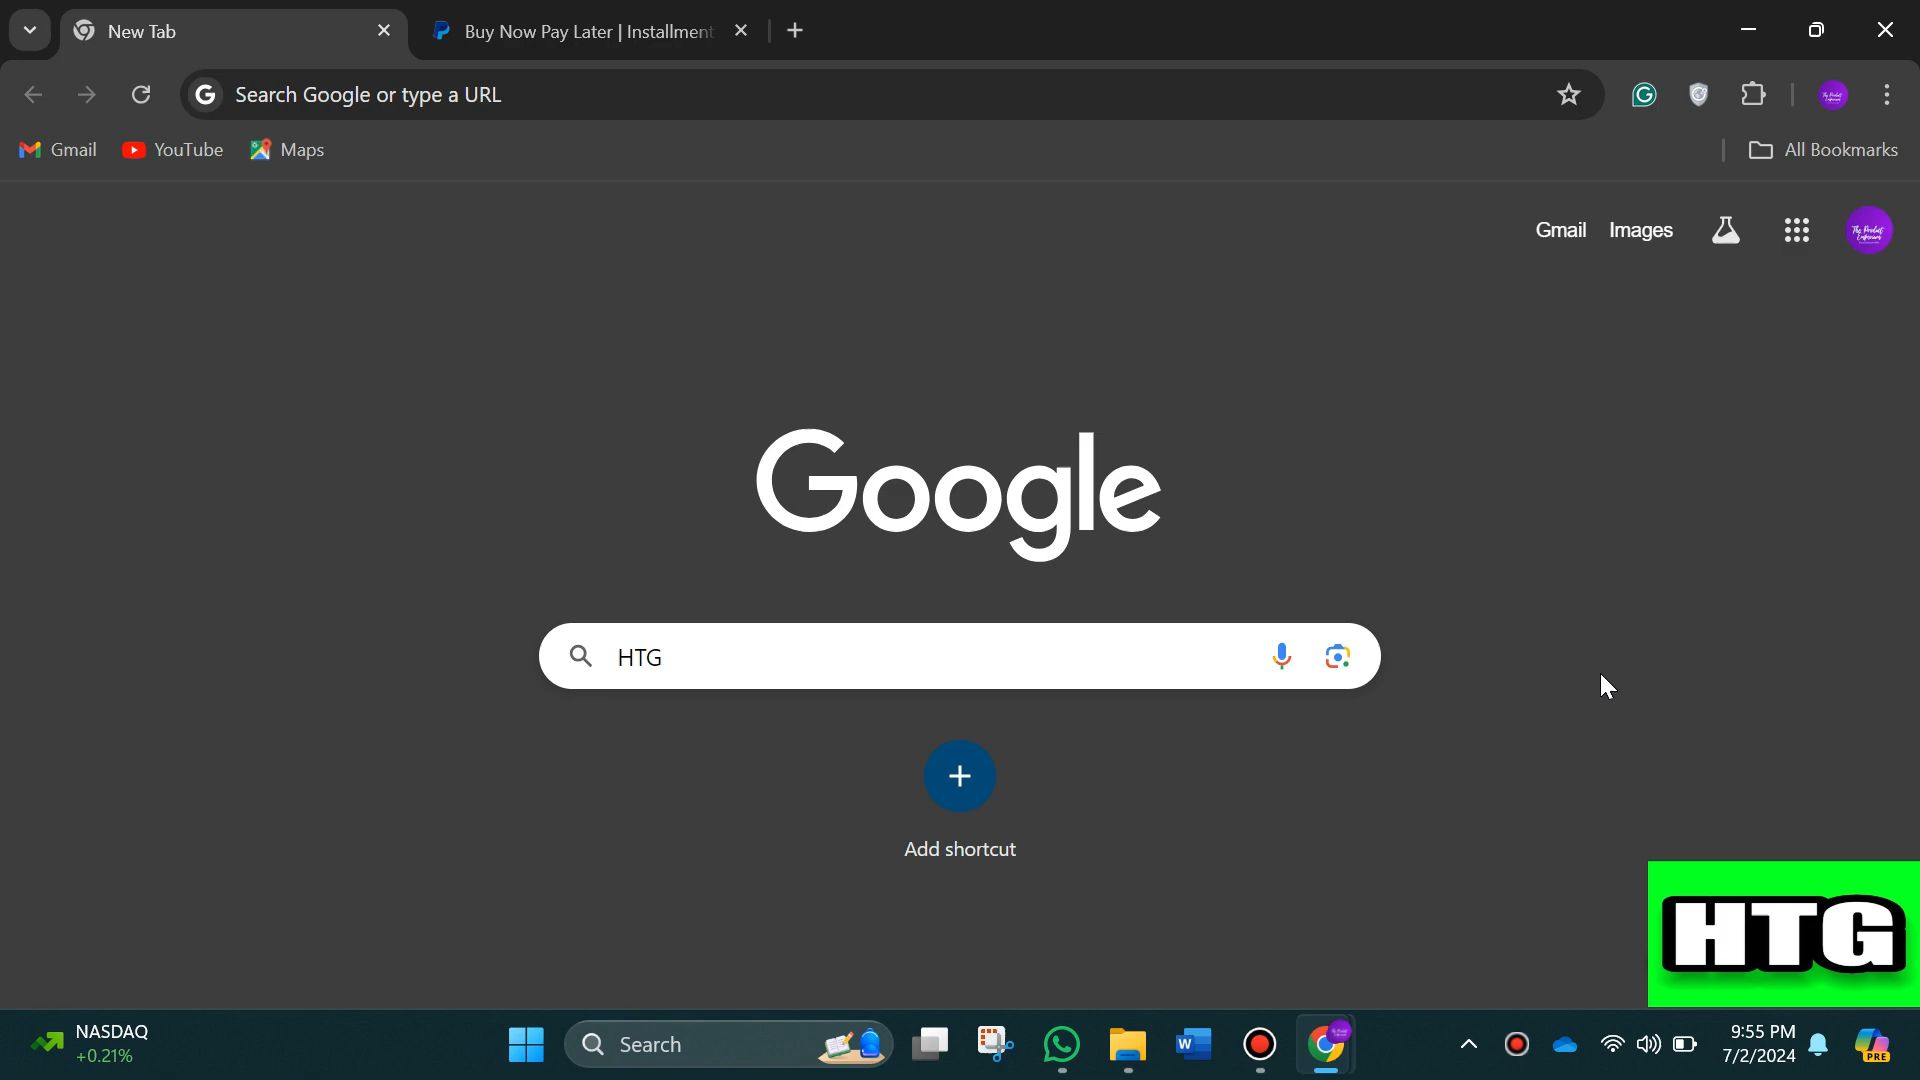 New Tab
Buy Now Pay Later | Installment
Search Google or type a URL
Gmail
YouTube
Maps
All Bookmarks
Gmail Images
Google
HTG
Add shortcut
HTG
NASDAQ
+0.21%
Search
9:55 PM
7/2/2024
PRE